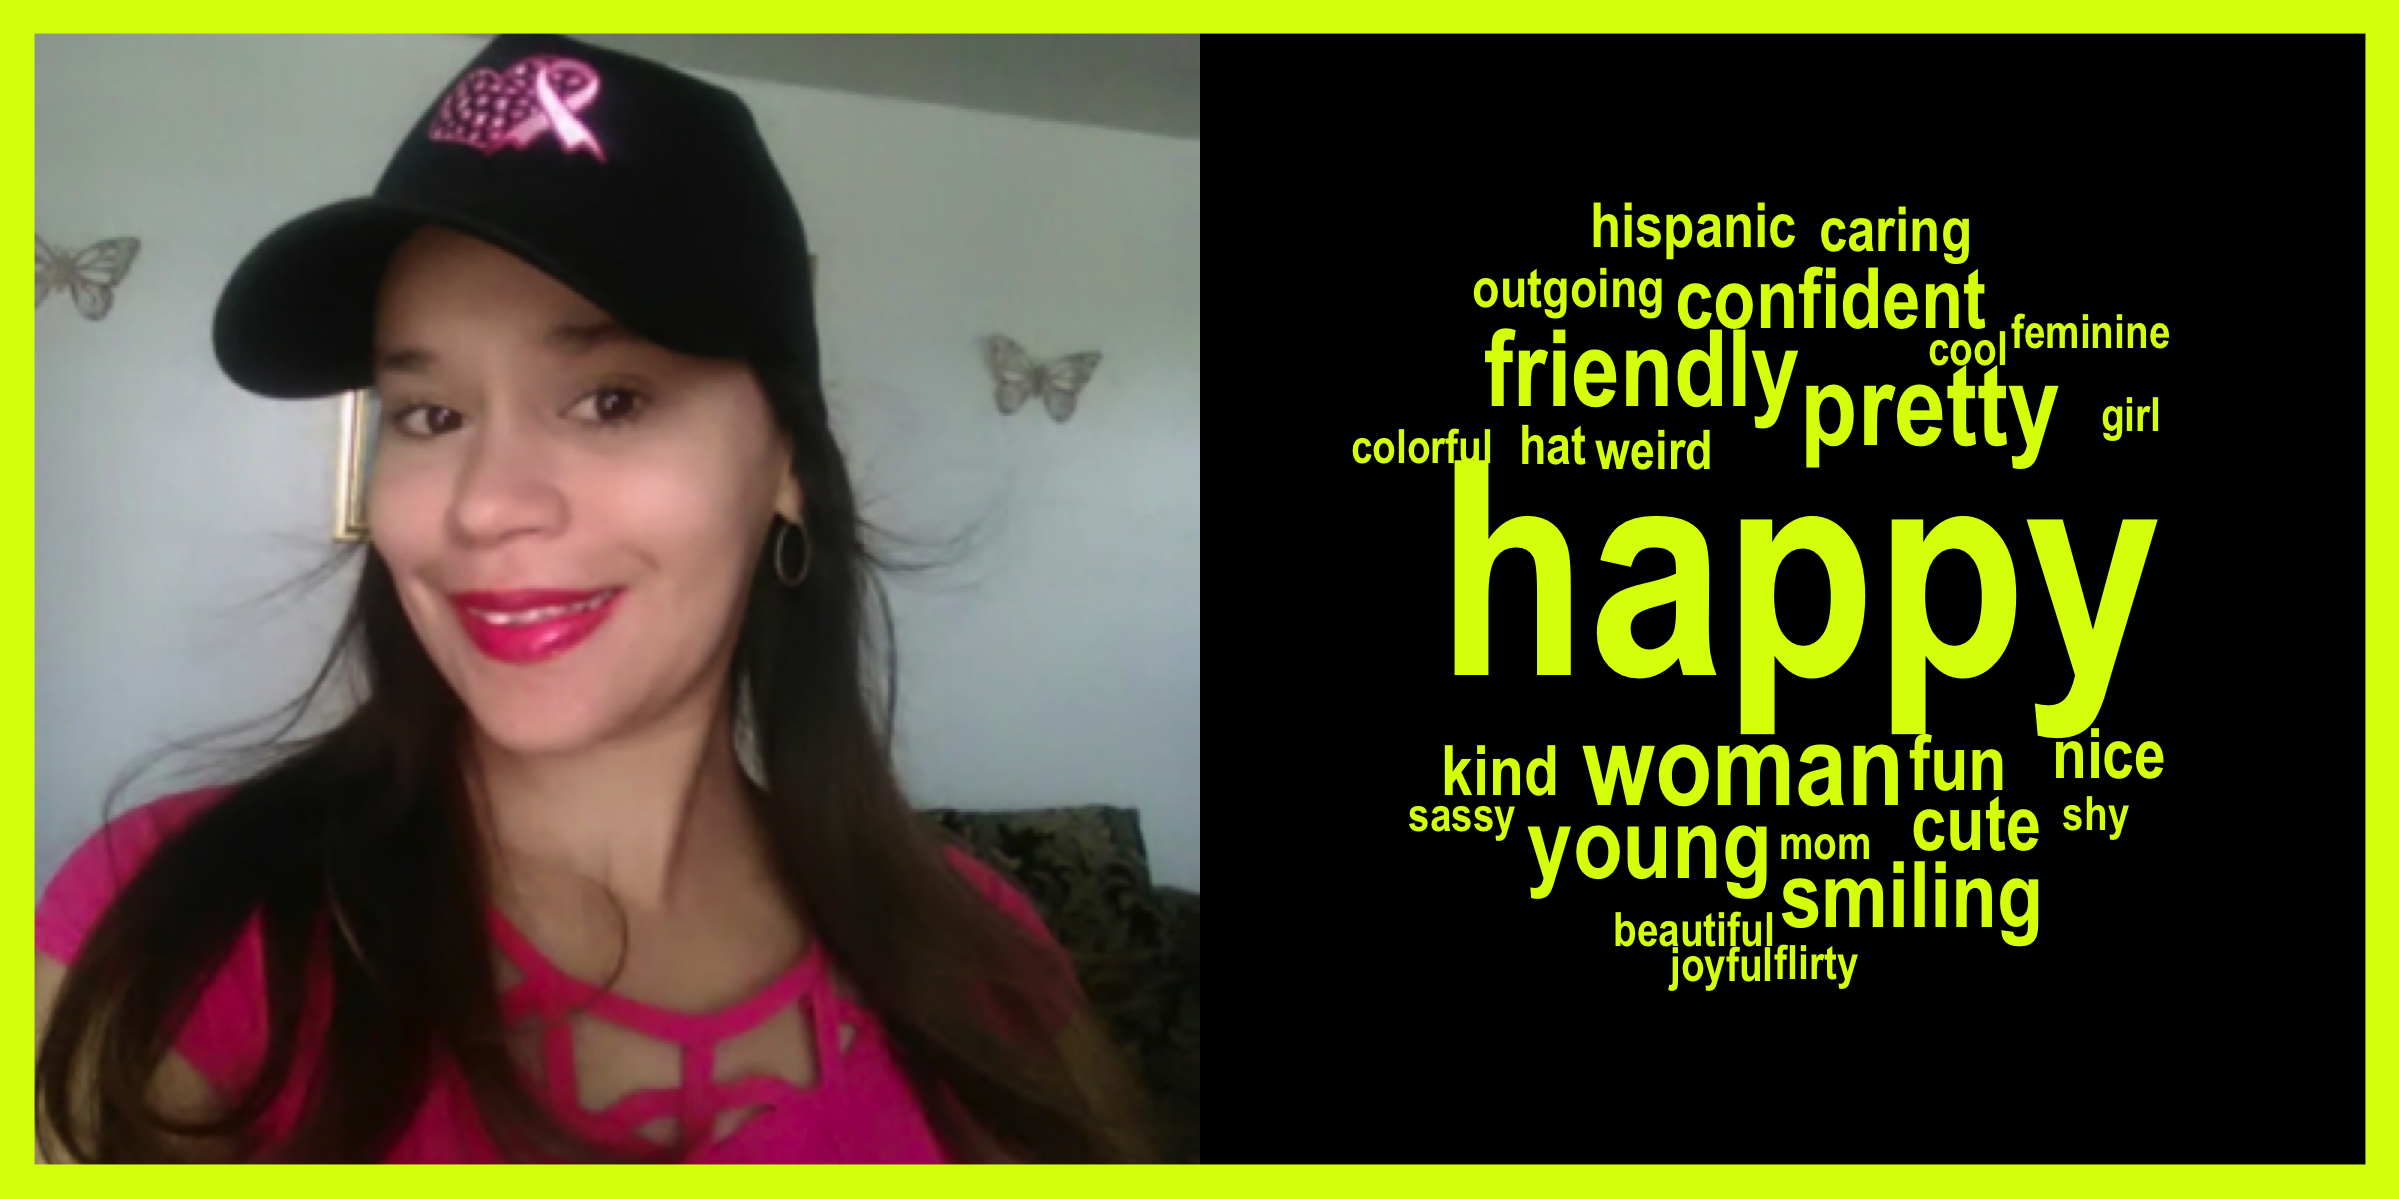 hispanic caring
outgoing confident
feminine
friendly cool
pretty girl
colorful hat weird
happy
kind woman fun nice
sassy young mom cute shy
smiling
beautiful
joyful flirty